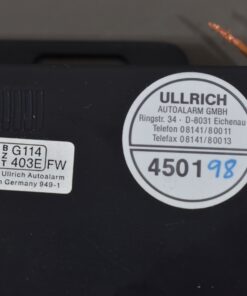 ULLRICH
AUTOALARM GMBH
Ringstr. 34 · D-8031 Eichenau
Telefon 08141/80011
Telefax 08141/80013
450198
BZT G114
403E FW
Ullrich Autoalarm
n Germany 949-1